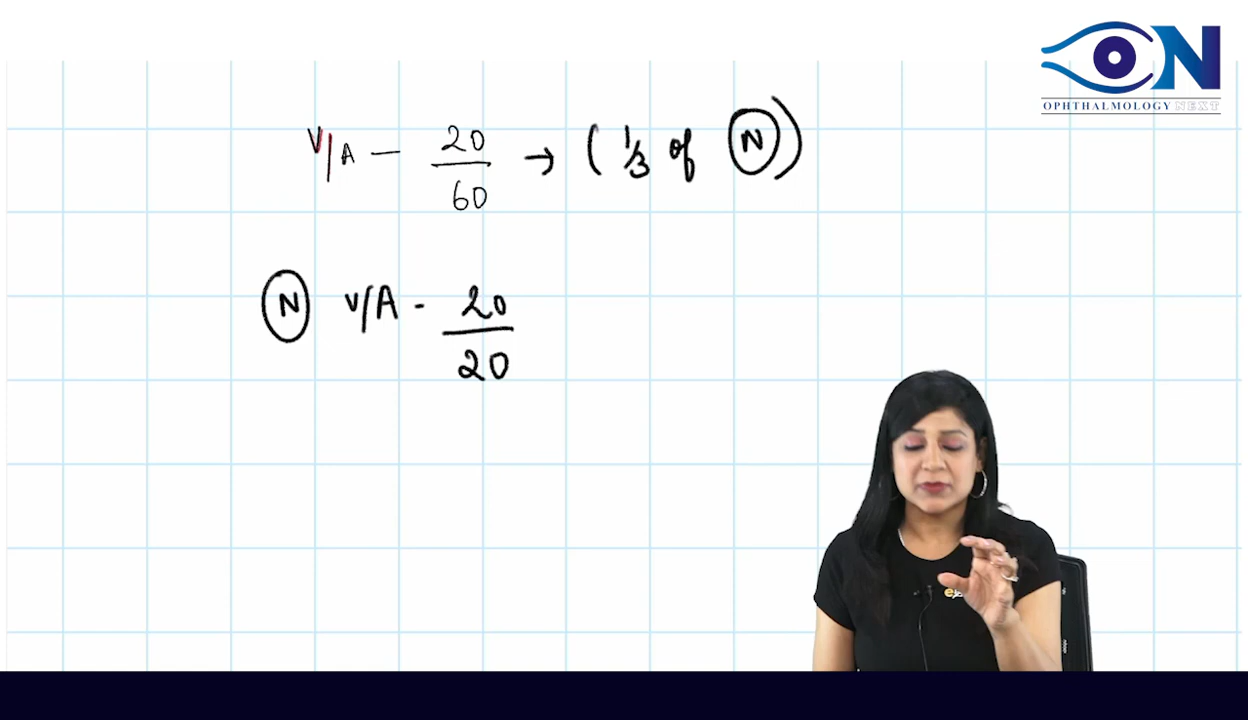 ON
OPHTHALMOLOGY NEXT
V/A — 20/60 → (1/3 of Ⓝ)
Ⓝ V/A - 20/20